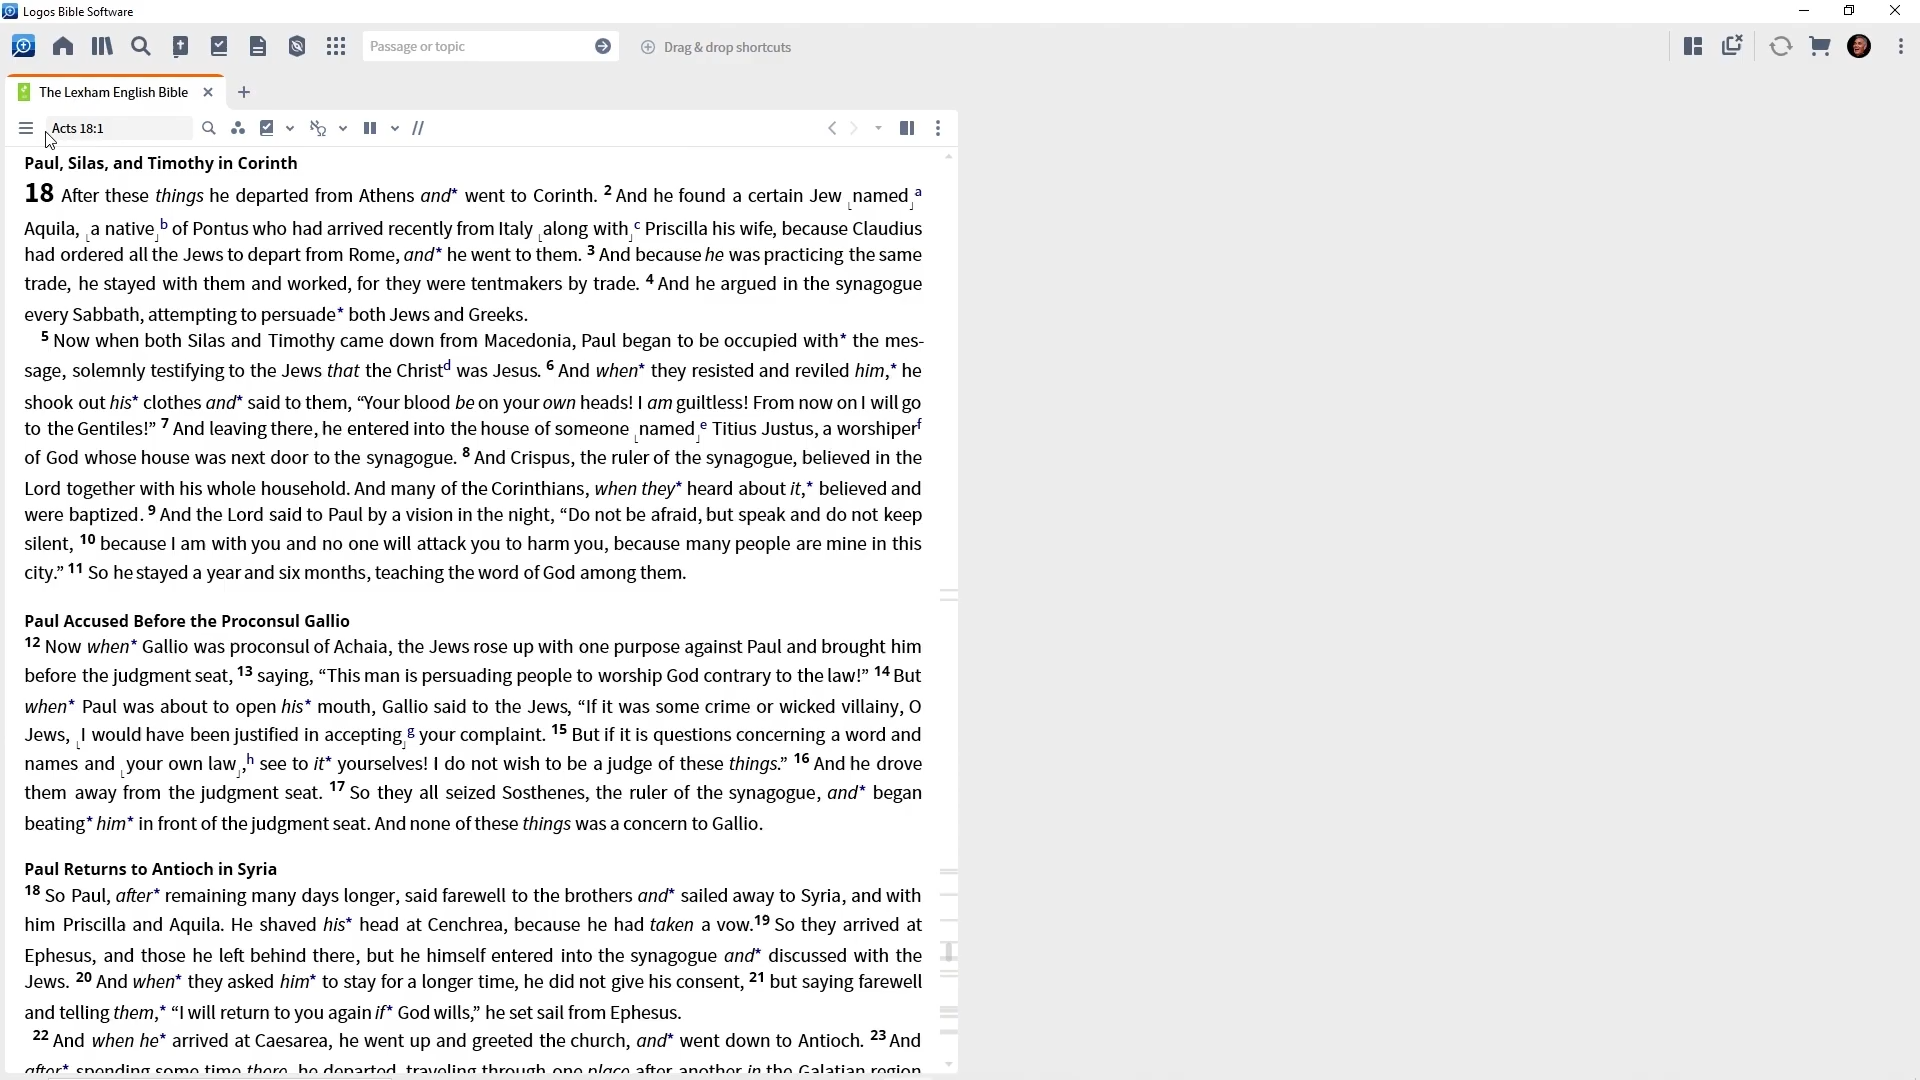 Logos Bible Software
Passage or topic
Drag & drop shortcuts
The Lexham English Bible
Acts 18:1
Paul, Silas, and Timothy in Corinth
18 After these things he departed from Athens and* went to Corinth. 2 And he found a certain Jew ⌞named⌟a
Aquila, ⌞a native⌟b of Pontus who had arrived recently from Italy ⌞along with⌟c Priscilla his wife, because Claudius
had ordered all the Jews to depart from Rome, and* he went to them. 3 And because he was practicing the same
trade, he stayed with them and worked, for they were tentmakers by trade. 4 And he argued in the synagogue
every Sabbath, attempting to persuade* both Jews and Greeks.
5 Now when both Silas and Timothy came down from Macedonia, Paul began to be occupied with* the mes-
sage, solemnly testifying to the Jews that the Christd was Jesus. 6 And when* they resisted and reviled him,* he
shook out his* clothes and* said to them, “Your blood be on your own heads! I am guiltless! From now on I will go
to the Gentiles!” 7 And leaving there, he entered into the house of someone ⌞named⌟e Titius Justus, a worshiperf
of God whose house was next door to the synagogue. 8 And Crispus, the ruler of the synagogue, believed in the
Lord together with his whole household. And many of the Corinthians, when they* heard about it,* believed and
were baptized. 9 And the Lord said to Paul by a vision in the night, “Do not be afraid, but speak and do not keep
silent, 10 because I am with you and no one will attack you to harm you, because many people are mine in this
city.” 11 So he stayed a year and six months, teaching the word of God among them.
Paul Accused Before the Proconsul Gallio
12 Now when* Gallio was proconsul of Achaia, the Jews rose up with one purpose against Paul and brought him
before the judgment seat, 13 saying, “This man is persuading people to worship God contrary to the law!” 14 But
when* Paul was about to open his* mouth, Gallio said to the Jews, “If it was some crime or wicked villainy, O
Jews, ⌞I would have been justified in accepting⌟g your complaint. 15 But if it is questions concerning a word and
names and ⌞your own law⌟,h see to it* yourselves! I do not wish to be a judge of these things.” 16 And he drove
them away from the judgment seat. 17 So they all seized Sosthenes, the ruler of the synagogue, and* began
beating* him* in front of the judgment seat. And none of these things was a concern to Gallio.
Paul Returns to Antioch in Syria
18 So Paul, after* remaining many days longer, said farewell to the brothers and* sailed away to Syria, and with
him Priscilla and Aquila. He shaved his* head at Cenchrea, because he had taken a vow.19 So they arrived at
Ephesus, and those he left behind there, but he himself entered into the synagogue and* discussed with the
Jews. 20 And when* they asked him* to stay for a longer time, he did not give his consent, 21 but saying farewell
and telling them,* “I will return to you again if* God wills,” he set sail from Ephesus.
22 And when he* arrived at Caesarea, he went up and greeted the church, and* went down to Antioch. 23 And
after* spending some time there, he departed, traveling through one place after another in the Galatian region